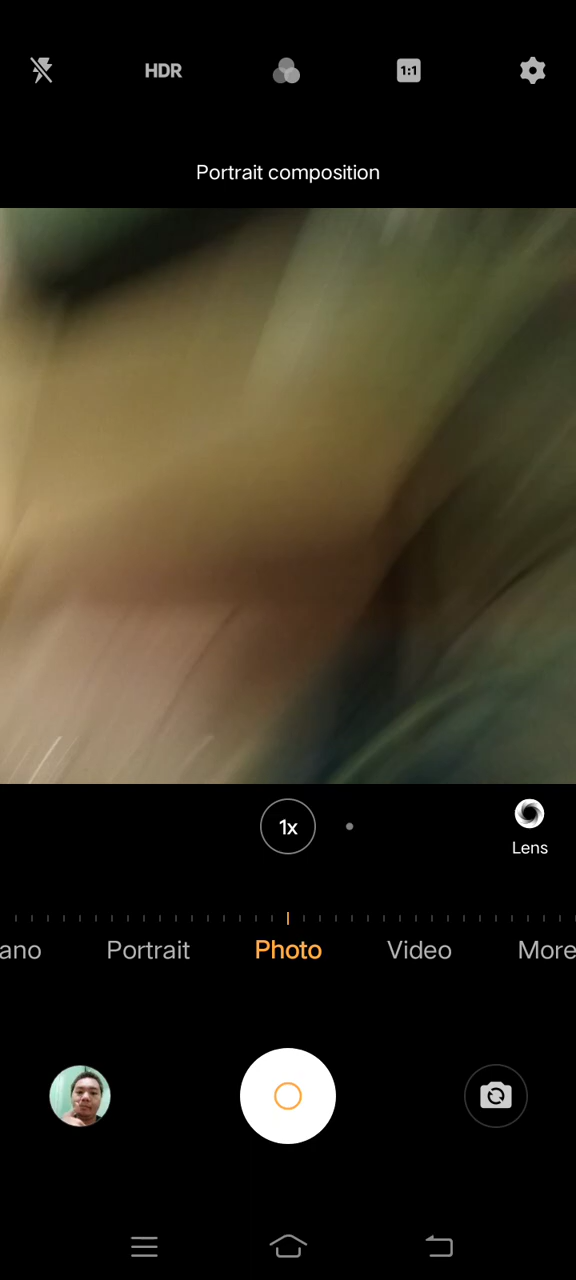 HDR
1:1
Portrait composition
1x
Lens
ano Portrait Photo Video More